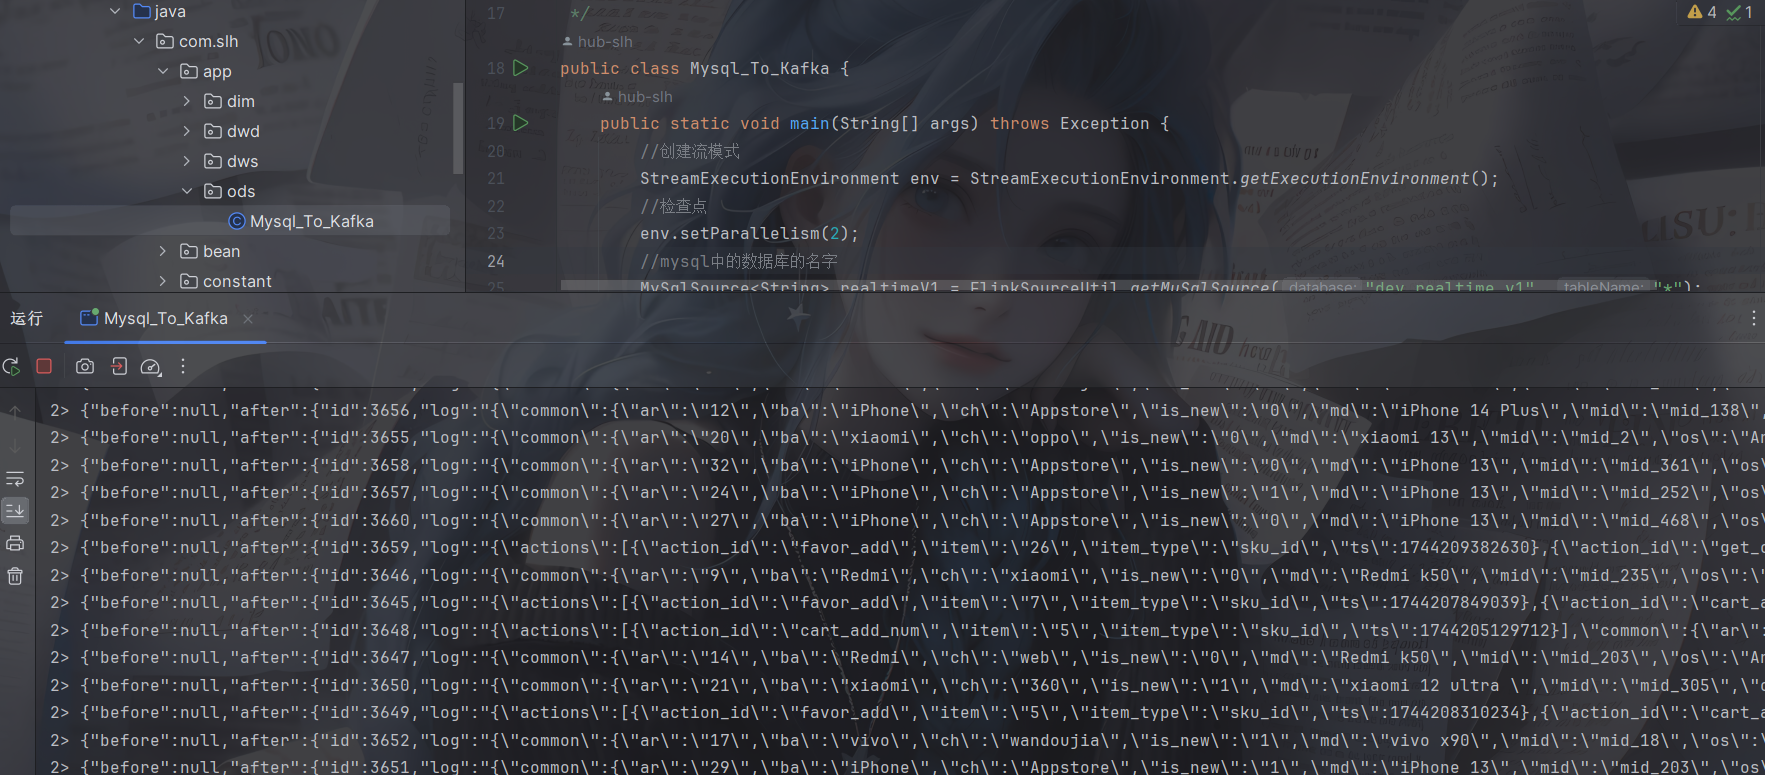 java
com.slh
app
dim
dwd
dws
ods
Mysql_To_Kafka
bean
constant
4 1
17 */
hub-slh
18 public class Mysql_To_Kafka {
hub-slh
19 public static void main(String[] args) throws Exception {
20 //创建流模式
21 StreamExecutionEnvironment env = StreamExecutionEnvironment.getExecutionEnvironment();
22 //检查点
23 env.setParallelism(2);
24 //mysql中的数据库的名字
25 MySqlSource<String> realtimeV1 = FlinkSourceUtil.getMySqlSource( database: "dev_realtime_v1", tableName: "*");
运行 Mysql_To_Kafka
2> {"before":null,"after":{"id":3656,"log":"{\"common\":{\"ar\":\"12\",\"ba\":\"iPhone\",\"ch\":\"Appstore\",\"is_new\":\"0\",\"md\":\"iPhone 14 Plus\",\"mid\":\"mid_138\",
2> {"before":null,"after":{"id":3655,"log":"{\"common\":{\"ar\":\"20\",\"ba\":\"xiaomi\",\"ch\":\"oppo\",\"is_new\":\"0\",\"md\":\"xiaomi 13\",\"mid\":\"mid_2\",\"os\":\"An
2> {"before":null,"after":{"id":3658,"log":"{\"common\":{\"ar\":\"32\",\"ba\":\"iPhone\",\"ch\":\"Appstore\",\"is_new\":\"0\",\"md\":\"iPhone 13\",\"mid\":\"mid_361\",\"os\
2> {"before":null,"after":{"id":3657,"log":"{\"common\":{\"ar\":\"24\",\"ba\":\"iPhone\",\"ch\":\"Appstore\",\"is_new\":\"1\",\"md\":\"iPhone 13\",\"mid\":\"mid_252\",\"os\
2> {"before":null,"after":{"id":3660,"log":"{\"common\":{\"ar\":\"27\",\"ba\":\"iPhone\",\"ch\":\"Appstore\",\"is_new\":\"0\",\"md\":\"iPhone 13\",\"mid\":\"mid_468\",\"os\
2> {"before":null,"after":{"id":3659,"log":"{\"actions\":[{\"action_id\":\"favor_add\",\"item\":\"26\",\"item_type\":\"sku_id\",\"ts\":1744209382630},{\"action_id\":\"get_c
2> {"before":null,"after":{"id":3646,"log":"{\"common\":{\"ar\":\"9\",\"ba\":\"Redmi\",\"ch\":\"xiaomi\",\"is_new\":\"0\",\"md\":\"Redmi k50\",\"mid\":\"mid_235\",\"os\":\"
2> {"before":null,"after":{"id":3645,"log":"{\"actions\":[{\"action_id\":\"favor_add\",\"item\":\"7\",\"item_type\":\"sku_id\",\"ts\":1744207849039},{\"action_id\":\"cart_a
2> {"before":null,"after":{"id":3648,"log":"{\"actions\":[{\"action_id\":\"cart_add_num\",\"item\":\"5\",\"item_type\":\"sku_id\",\"ts\":1744205129712}],\"common\":{\"ar\":
2> {"before":null,"after":{"id":3647,"log":"{\"common\":{\"ar\":\"14\",\"ba\":\"Redmi\",\"ch\":\"web\",\"is_new\":\"0\",\"md\":\"Redmi k50\",\"mid\":\"mid_203\",\"os\":\"An
2> {"before":null,"after":{"id":3650,"log":"{\"common\":{\"ar\":\"21\",\"ba\":\"xiaomi\",\"ch\":\"360\",\"is_new\":\"1\",\"md\":\"xiaomi 12 ultra \",\"mid\":\"mid_305\",\"o
2> {"before":null,"after":{"id":3649,"log":"{\"actions\":[{\"action_id\":\"favor_add\",\"item\":\"5\",\"item_type\":\"sku_id\",\"ts\":1744208310234},{\"action_id\":\"cart_a
2> {"before":null,"after":{"id":3652,"log":"{\"common\":{\"ar\":\"17\",\"ba\":\"vivo\",\"ch\":\"wandoujia\",\"is_new\":\"1\",\"md\":\"vivo x90\",\"mid\":\"mid_18\",\"os\":\
2> {"before":null,"after":{"id":3651,"log":"{\"common\":{\"ar\":\"29\",\"ba\":\"iPhone\",\"ch\":\"Appstore\",\"is_new\":\"1\",\"md\":\"iPhone 13\",\"mid\":\"mid_203\",\"os